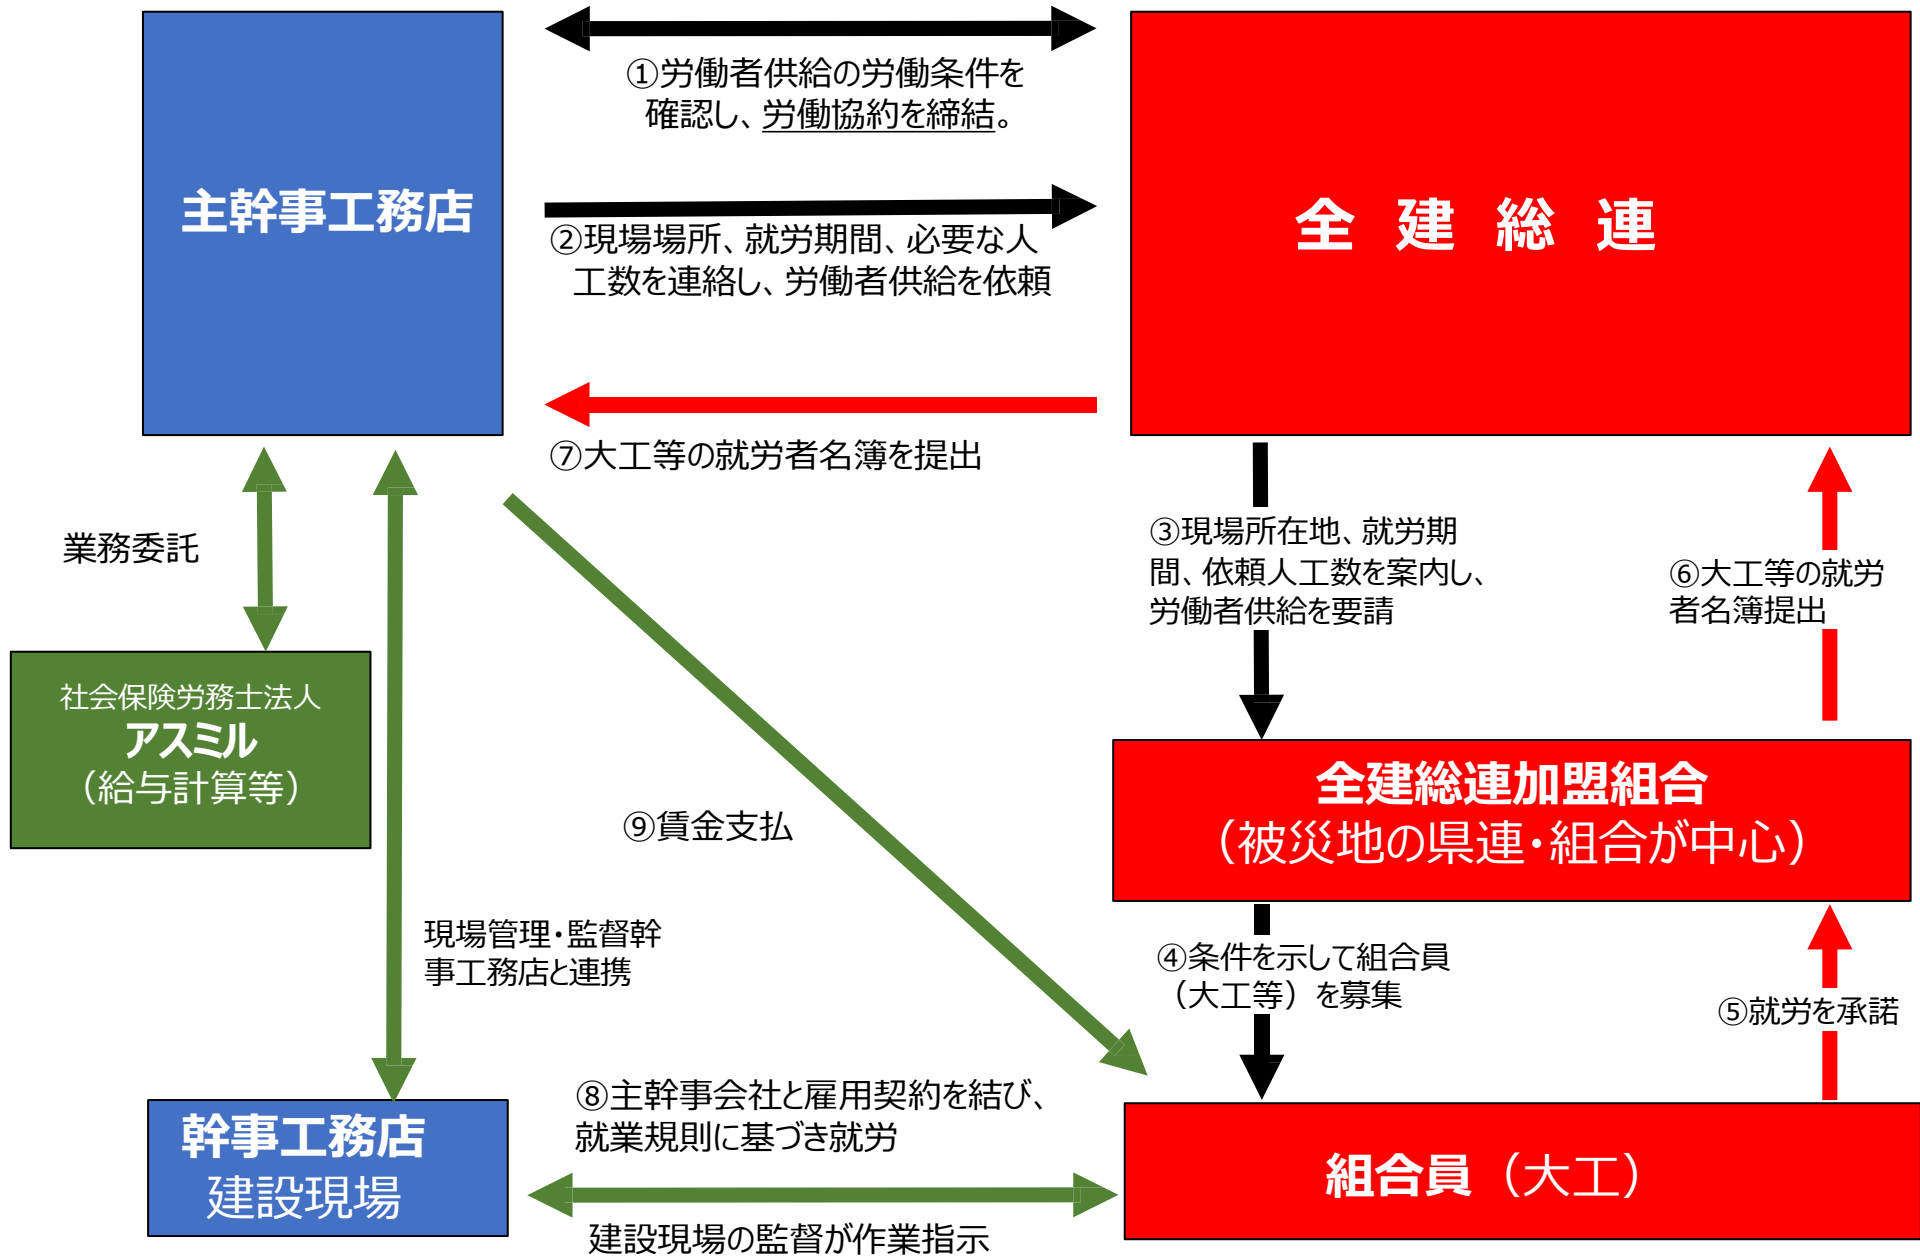 ①労働者供給の労働条件を
確認し、労働協約を締結。
主幹事工務店
全建総連
②現場場所、就労期間、必要な人
工数を連絡し、労働者供給を依頼
⑦大工等の就労者名簿を提出
業務委託
③現場所在地、就労期
間、依頼人工数を案内し、
労働者供給を要請
⑥大工等の就労
者名簿提出
社会保険労務士法人
アスミル
（給与計算等）
⑨賃金支払
全建総連加盟組合
（被災地の県連・組合が中心）
現場管理・監督幹
事工務店と連携
④条件を示して組合員
（大工等）を募集
⑤就労を承諾
⑧主幹事会社と雇用契約を結び、
就業規則に基づき就労
幹事工務店
建設現場
組合員（大工）
建設現場の監督が作業指示